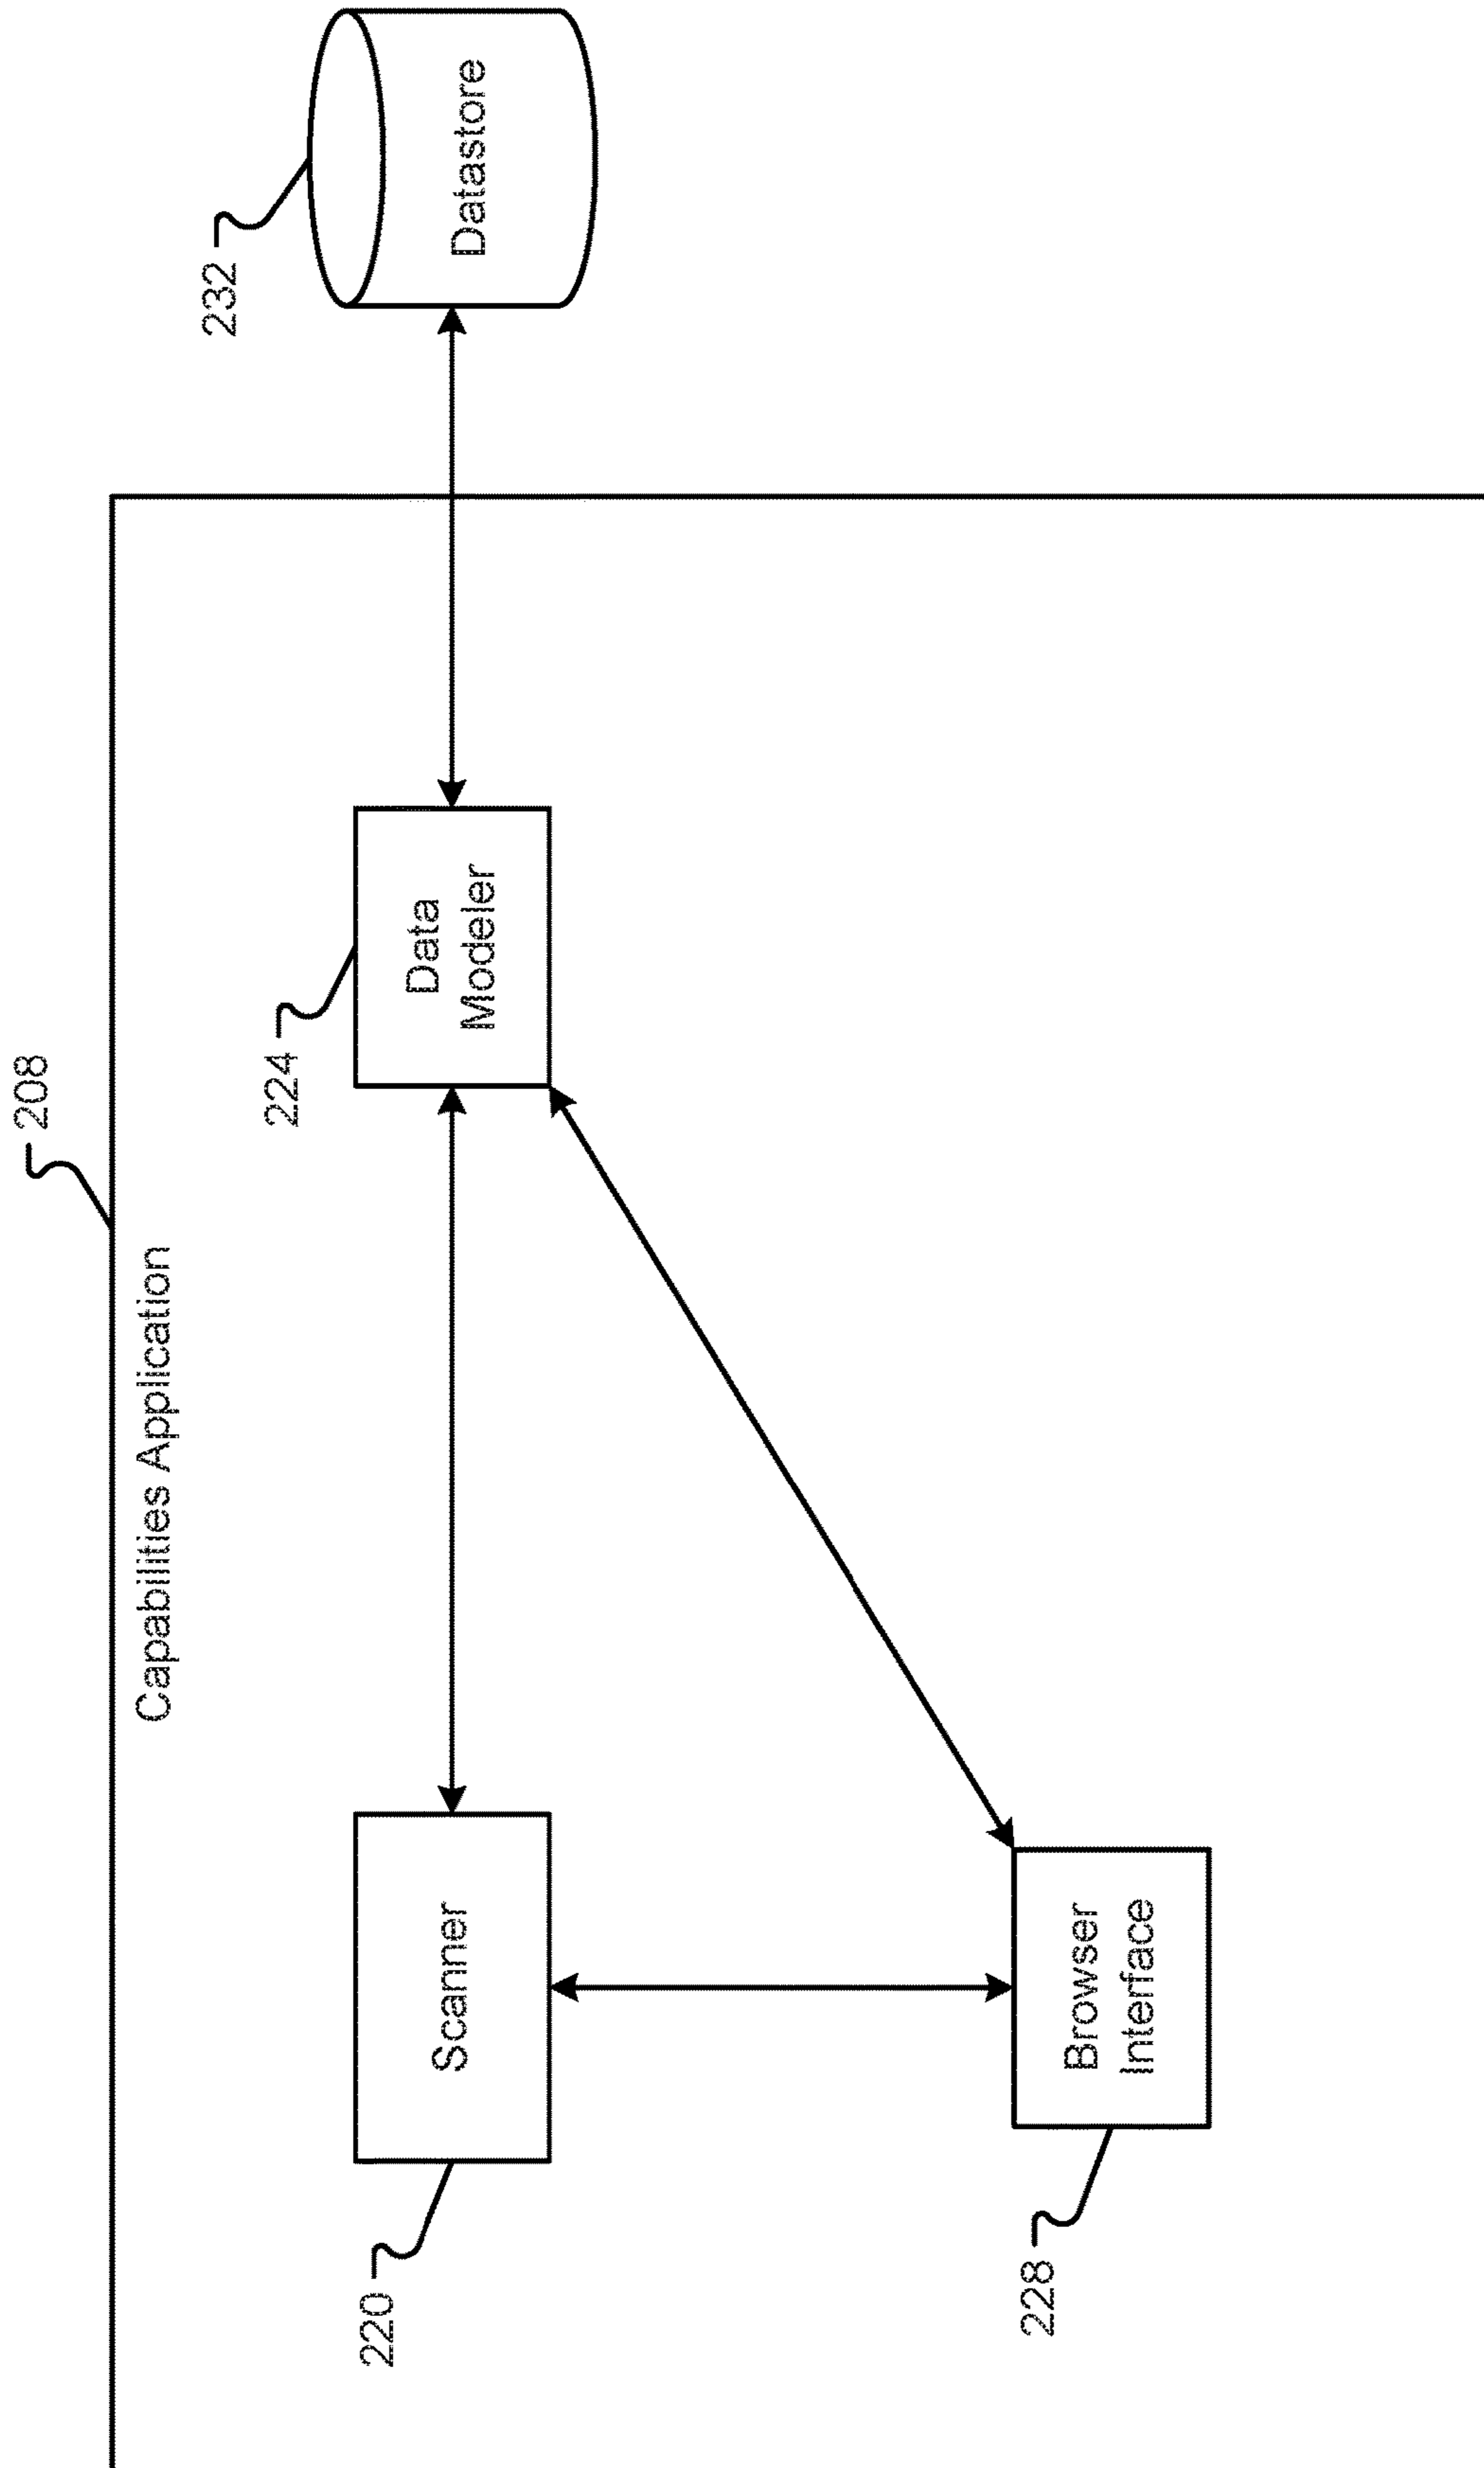 208
Capabilities Application
220
Scanner
224
Data
Modeler
232
Datastore
228
Browser
Interface